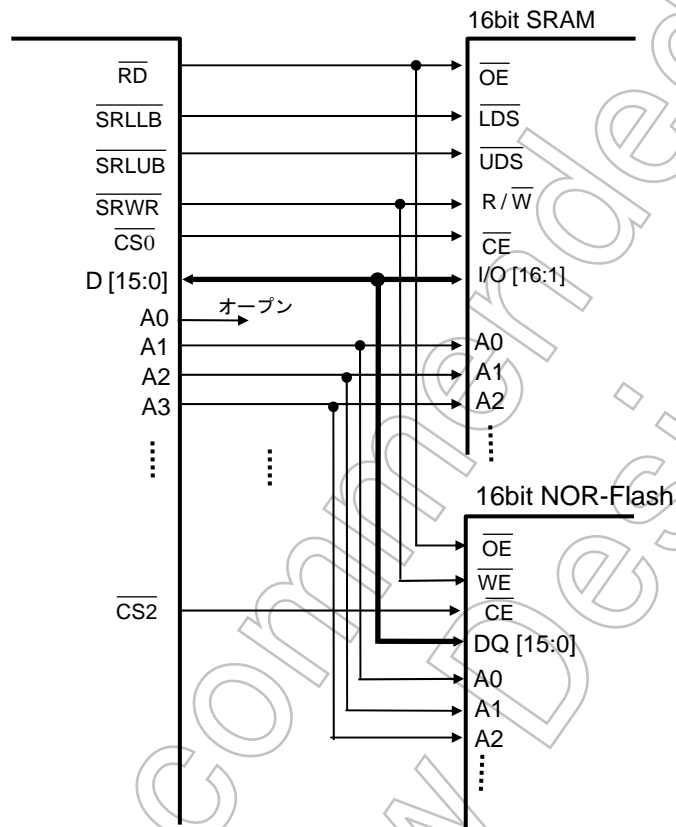 16bit SRAM
RD
SRLLB
SRLUB
SRWR
CS0
D [15:0]
A0
オープン
A1
A2
A3
CS2
OE
LDS
UDS
R / W
CE
I/O [16:1]
A0
A1
A2
16bit NOR-Flash
OE
WE
CE
DQ [15:0]
A0
A1
A2
commended
w Desi